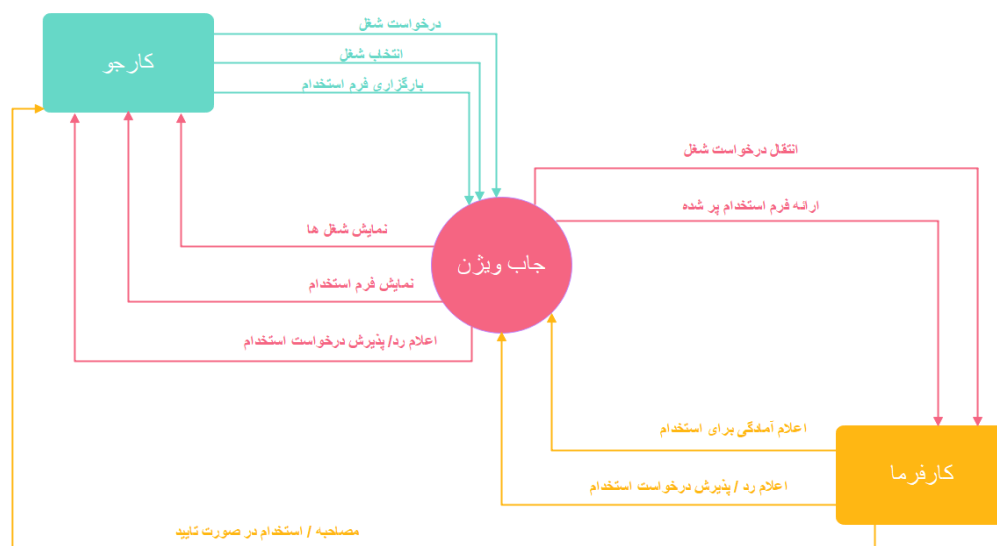 درخواست شغل
کارجو
انتخاب شغل
بارگزاری فرم استخدام
انتقال درخواست شغل
ارائه فرم استخدام پر شده
نمایش شغل ها
جاب ویژن
نمایش فرم استخدام
اعلام رد/ پذیرش درخواست استخدام
اعلام آمادگی برای استخدام
کارفرما
اعلام رد / پذیرش درخواست استخدام
مصاحبه / استخدام در صورت تایید